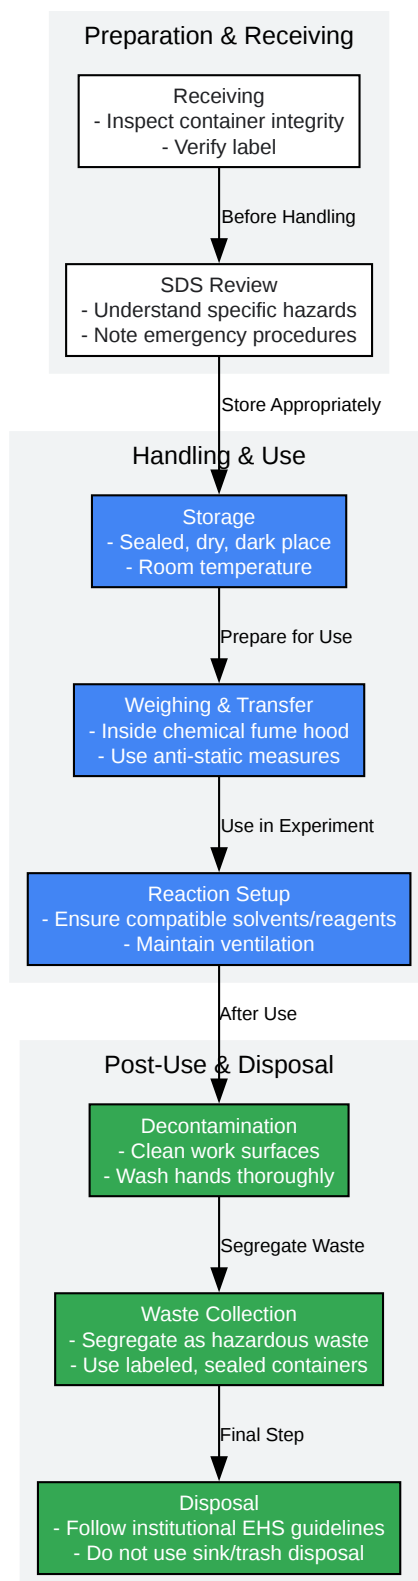 Preparation & Receiving
Receiving
- Inspect container integrity
- Verify label
Before Handling
SDS Review
- Understand specific hazards
- Note emergency procedures
Store Appropriately
Handling & Use
Storage
- Sealed, dry, dark place
- Room temperature
Prepare for Use
Weighing & Transfer
- Inside chemical fume hood
- Use anti-static measures
Use in Experiment
Reaction Setup
- Ensure compatible solvents/reagents
- Maintain ventilation
After Use
Post-Use & Disposal
Decontamination
- Clean work surfaces
- Wash hands thoroughly
Segregate Waste
Waste Collection
- Segregate as hazardous waste
- Use labeled, sealed containers
Final Step
Disposal
- Follow institutional EHS guidelines
- Do not use sink/trash disposal